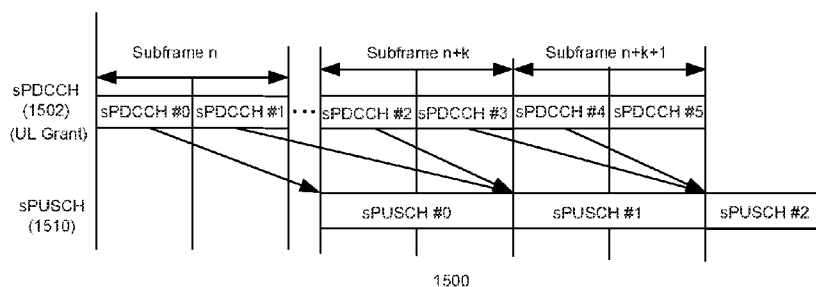 Subframe n
Subframe n+k
Subframe n+k+1
sPDCCH
(1502)
(UL Grant)
sPDCCH #0
sPDCCH #1
...
sPDCCH #2
sPDCCH #3
sPDCCH #4
sPDCCH #5
sPUSCH
(1510)
sPUSCH #0
sPUSCH #1
sPUSCH #2
1500